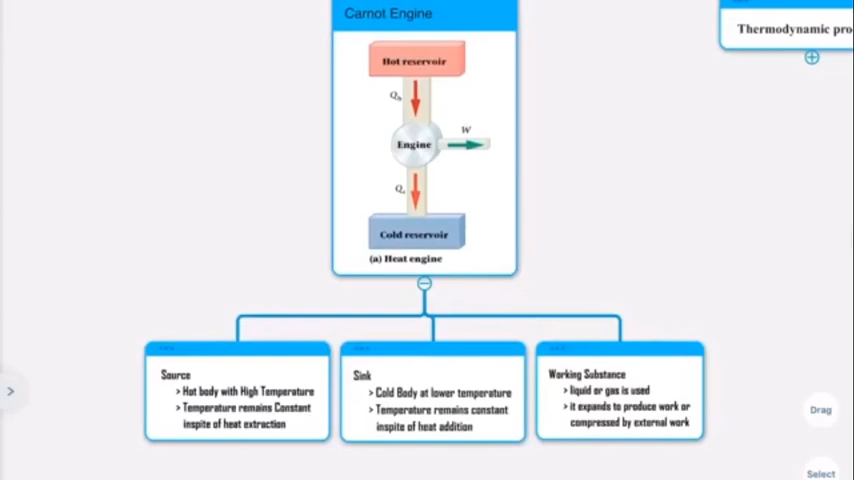 Carnot Engine
Thermodynamic pro
Hot reservoir
Qh
W
Engine
Qc
Cold reservoir
(a) Heat engine
Source
> Hot body with High Temperature
> Temperature remains Constant
inspite of heat extraction
Sink
> Cold Body at lower temperature
> Temperature remains constant
inspite of heat addition
Working Substance
> liquid or gas is used
> it expands to produce work or
compressed by external work
>
Drag
Select